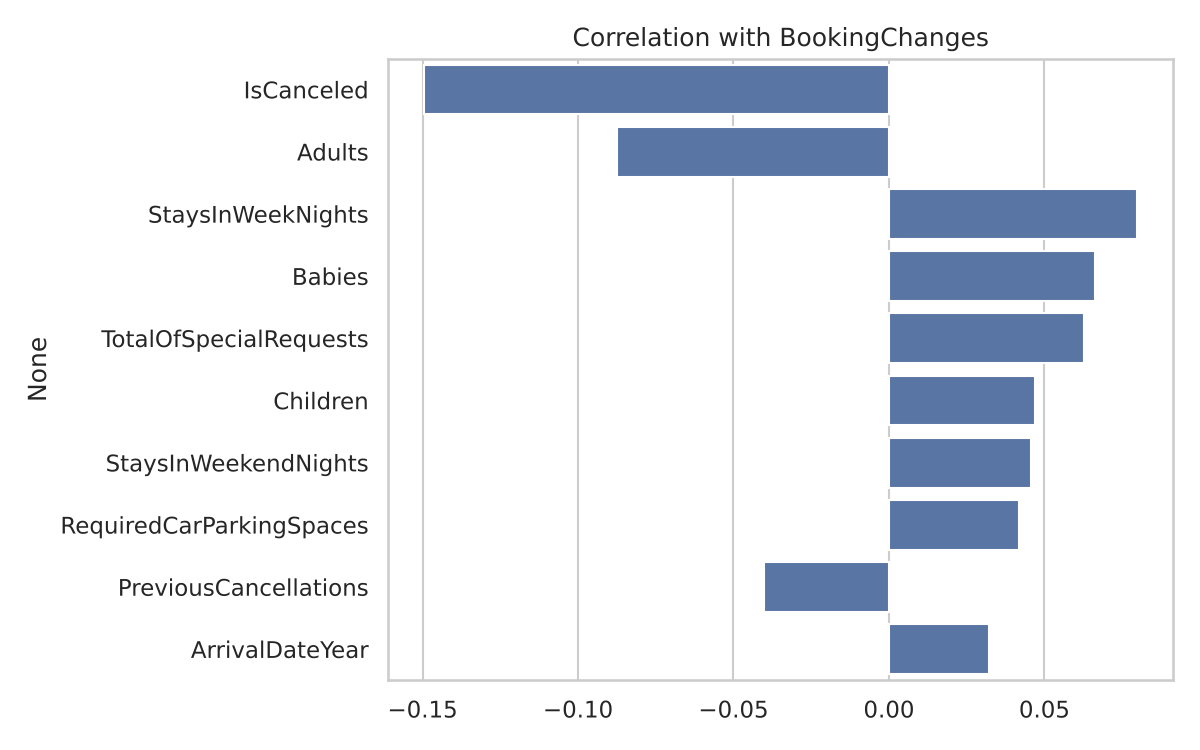 Correlation with BookingChanges
IsCanceled
Adults
StaysInWeekNights
Babies
TotalOfSpecialRequests
Children
StaysInWeekendNights
RequiredCarParkingSpaces
PreviousCancellations
ArrivalDateYear
None
−0.15 −0.10 −0.05 0.00 0.05